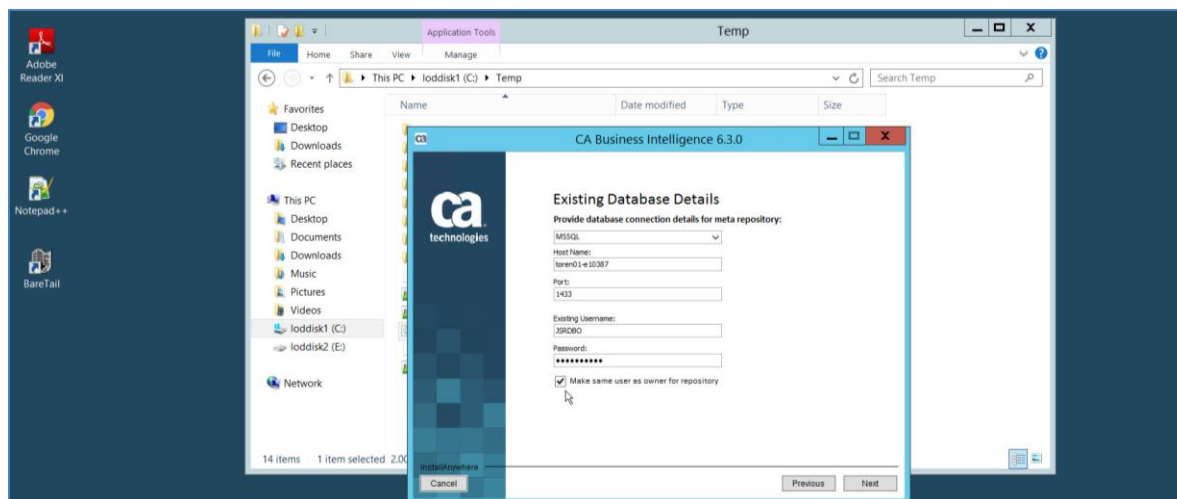 Adobe
Reader XI
Google
Chrome
Notepad++
BareTail
Application Tools
Temp
File
Home
Share
View
Manage
This PC
loddisk1 (C:)
Temp
Search Temp
Name
Date modified
Type
Size
Favorites
Desktop
Downloads
Recent places
This PC
Desktop
Documents
Downloads
Music
Pictures
Videos
loddisk1 (C:)
loddisk2 (E:)
Network
14 items
1 item selected
ca
CA Business Intelligence 6.3.0
ca
technologies
Existing Database Details
Provide database connection details for meta repository:
MSSQL
Host Name:
toren01-e10387
Port:
1433
Existing Username:
JSRDBO
Password:
Make same user as owner for repository
InstallAnywhere
Cancel
Previous
Next